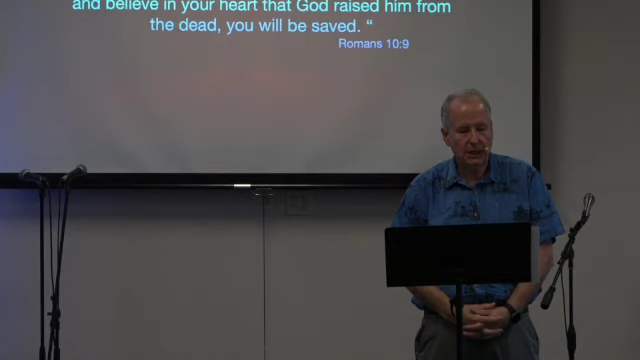 and believe in your heart that God raised him from
the dead, you will be saved. “
Romans 10:9